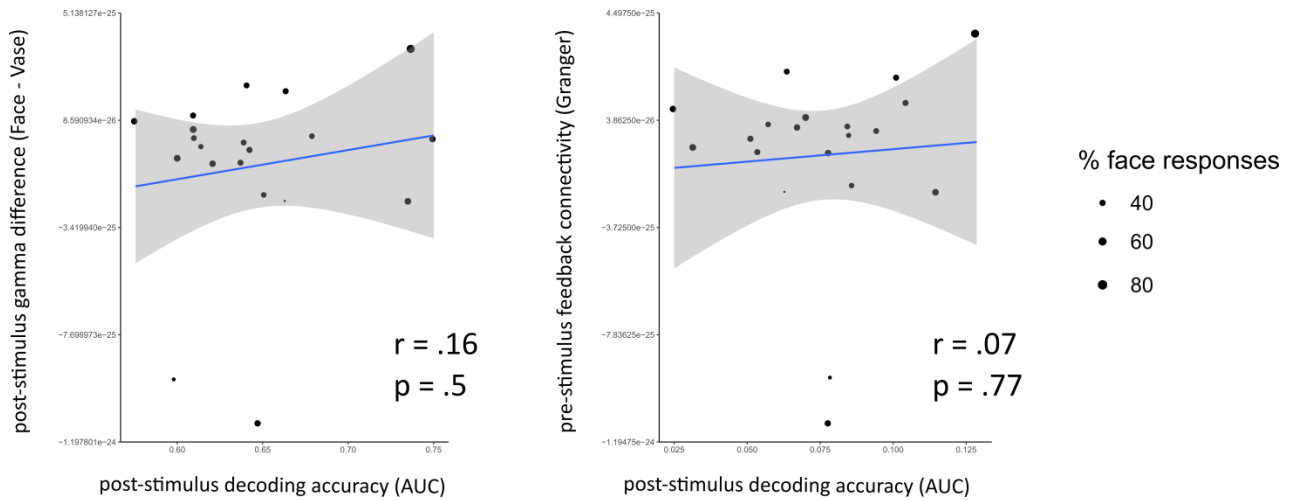 post-stimulus gamma difference (Face - Vase)
5.138127e−25
8.590934e−26
−3.419940e−25
−7.698973e−25
−1.197801e−24
r = .16
p = .5
0.60
0.65
0.70
0.75
post-stimulus decoding accuracy (AUC)
pre-stimulus feedback connectivity (Granger)
4.49750e−25
3.86250e−26
−3.72500e−25
−7.83625e−25
−1.19475e−24
r = .07
p = .77
0.025
0.050
0.075
0.100
0.125
post-stimulus decoding accuracy (AUC)
% face responses
40
60
80